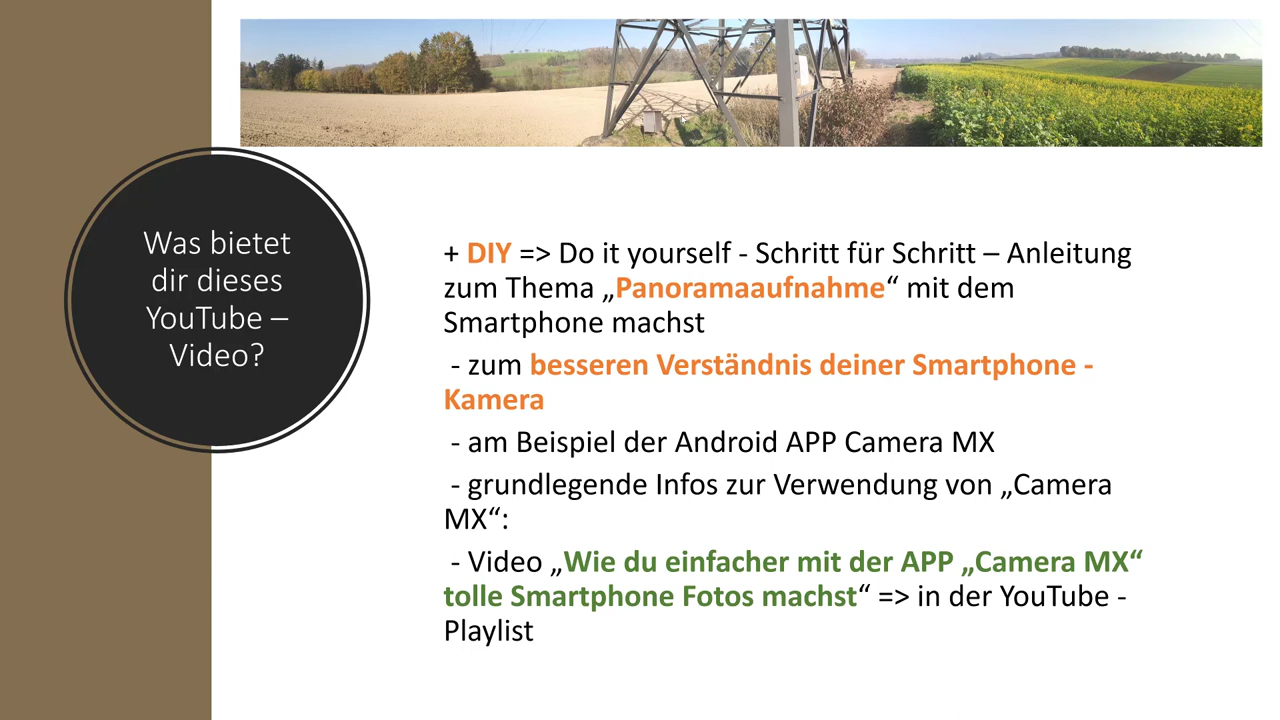 Was bietet
dir dieses
YouTube –
Video?
+ DIY => Do it yourself - Schritt für Schritt – Anleitung
zum Thema „Panoramaaufnahme“ mit dem
Smartphone machst
- zum besseren Verständnis deiner Smartphone -
Kamera
- am Beispiel der Android APP Camera MX
- grundlegende Infos zur Verwendung von „Camera
MX“:
- Video „Wie du einfacher mit der APP „Camera MX“
tolle Smartphone Fotos machst“ => in der YouTube -
Playlist